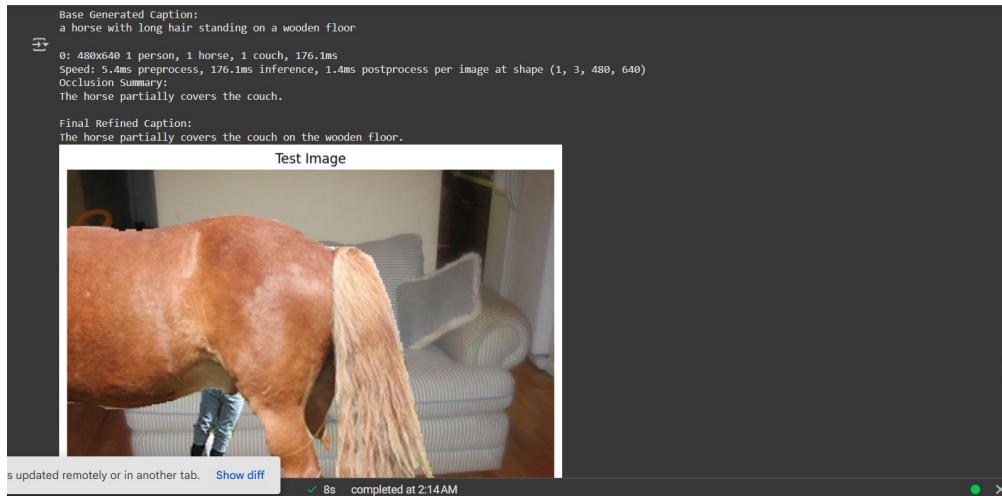 Base Generated Caption:
a horse with long hair standing on a wooden floor
0: 480x640 1 person, 1 horse, 1 couch, 176.1ms
Speed: 5.4ms preprocess, 176.1ms inference, 1.4ms postprocess per image at shape (1, 3, 480, 640)
Occlusion Summary:
The horse partially covers the couch.
Final Refined Caption:
The horse partially covers the couch on the wooden floor.
Test Image
s updated remotely or in another tab. Show diff
8s completed at 2:14 AM